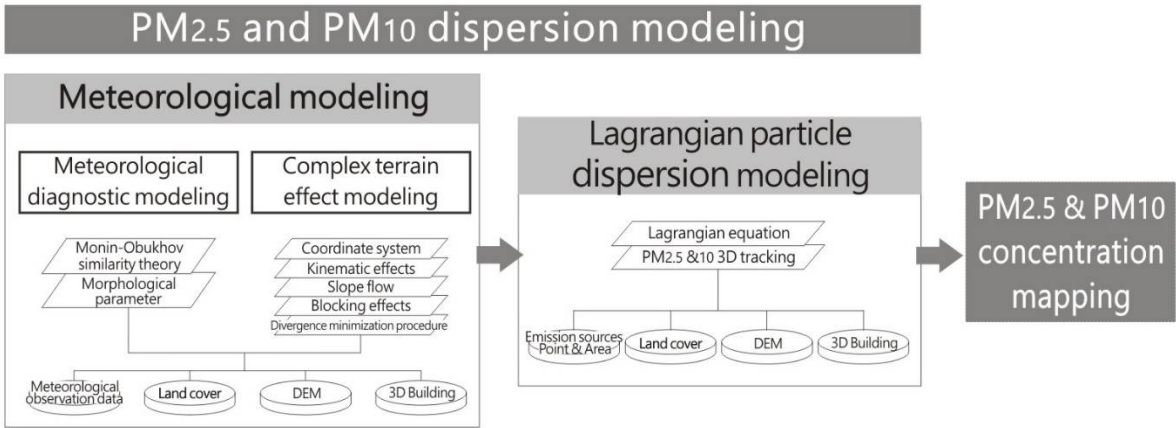 PM2.5 and PM10 dispersion modeling
Meteorological modeling
Meteorological
diagnostic modeling
Complex terrain
effect modeling
Monin-Obukhov
similarity theory
Morphological
parameter
Coordinate system
Kinematic effects
Slope flow
Blocking effects
Divergence minimization procedure
Meteorological
observation data
Land cover
DEM
3D Building
Lagrangian particle
dispersion modeling
Lagrangian equation
PM2.5 &10 3D tracking
Emission sources
Point & Area
Land cover
DEM
3D Building
PM2.5 & PM10
concentration
mapping